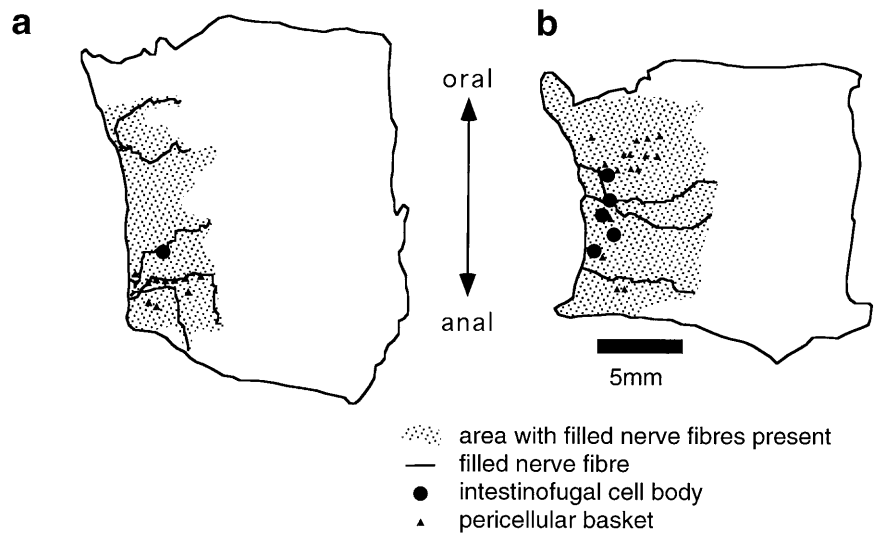 a
b
oral
anal
5mm
area with filled nerve fibres present
filled nerve fibre
intestinofugal cell body
pericellular basket